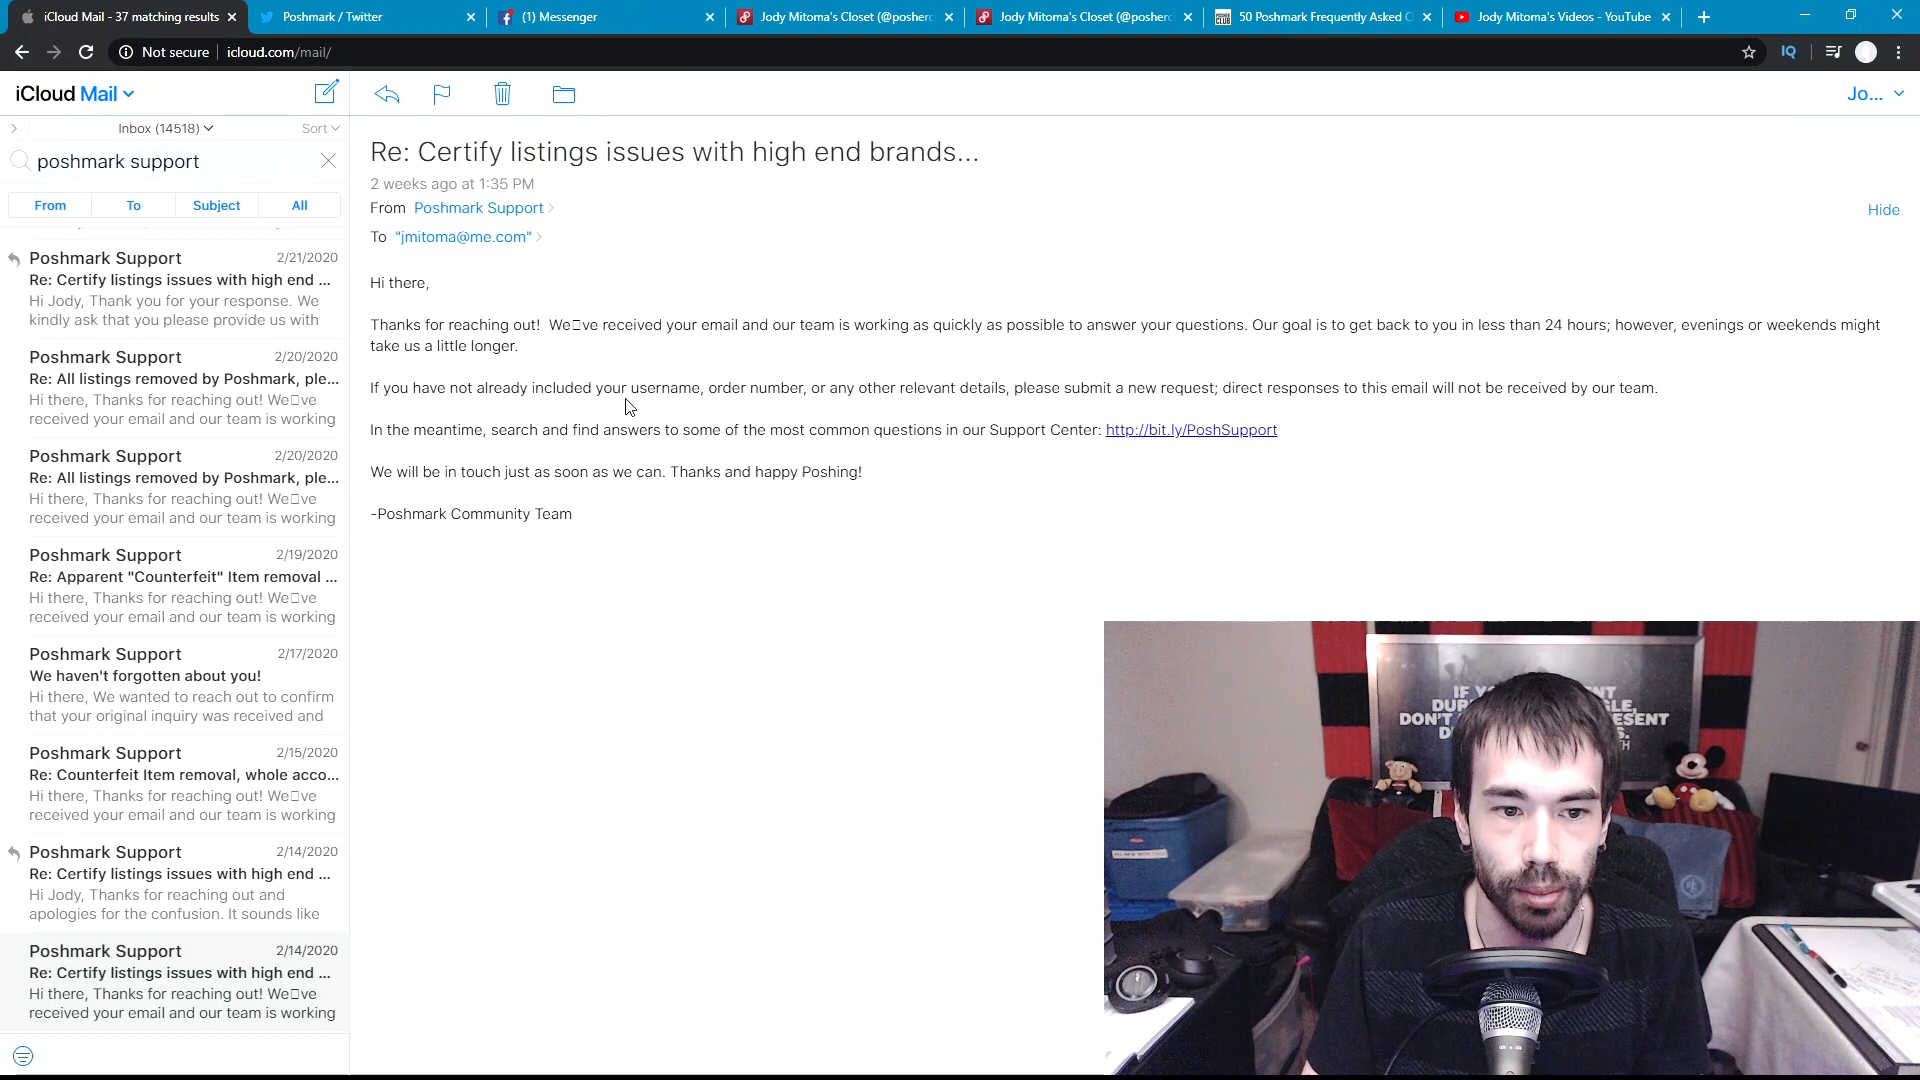 iCloud Mail - 37 matching results
Poshmark / Twitter
(1) Messenger
Jody Mitoma's Closet (@posherc
Jody Mitoma's Closet (@posherc
50 Poshmark Frequently Asked
Jody Mitoma's Videos - YouTube
Not secure
icloud.com/mail/
IQ
iCloud Mail
Jo...
Inbox (14518)
Sort
poshmark support
From To Subject All
Poshmark Support 2/21/2020
Re: Certify listings issues with high end ...
Hi Jody, Thank you for your response. We
kindly ask that you please provide us with
Poshmark Support 2/20/2020
Re: All listings removed by Poshmark, ple...
Hi there, Thanks for reaching out! We▯ve
received your email and our team is working
Poshmark Support 2/20/2020
Re: All listings removed by Poshmark, ple...
Hi there, Thanks for reaching out! We▯ve
received your email and our team is working
Poshmark Support 2/19/2020
Re: Apparent "Counterfeit" Item removal ...
Hi there, Thanks for reaching out! We▯ve
received your email and our team is working
Poshmark Support 2/17/2020
We haven't forgotten about you!
Hi there, We wanted to reach out to confirm
that your original inquiry was received and
Poshmark Support 2/15/2020
Re: Counterfeit Item removal, whole acco...
Hi there, Thanks for reaching out! We▯ve
received your email and our team is working
Poshmark Support 2/14/2020
Re: Certify listings issues with high end ...
Hi Jody, Thanks for reaching out and
apologies for the confusion. It sounds like
Poshmark Support 2/14/2020
Re: Certify listings issues with high end ...
Hi there, Thanks for reaching out! We▯ve
received your email and our team is working
Re: Certify listings issues with high end brands...
2 weeks ago at 1:35 PM
From Poshmark Support
Hide
To "jmitoma@me.com"
Hi there,
Thanks for reaching out!  We▯ve received your email and our team is working as quickly as possible to answer your questions. Our goal is to get back to you in less than 24 hours; however, evenings or weekends might
take us a little longer.
If you have not already included your username, order number, or any other relevant details, please submit a new request; direct responses to this email will not be received by our team.
In the meantime, search and find answers to some of the most common questions in our Support Center: http://bit.ly/PoshSupport
We will be in touch just as soon as we can. Thanks and happy Poshing!
-Poshmark Community Team
IF
DON'T